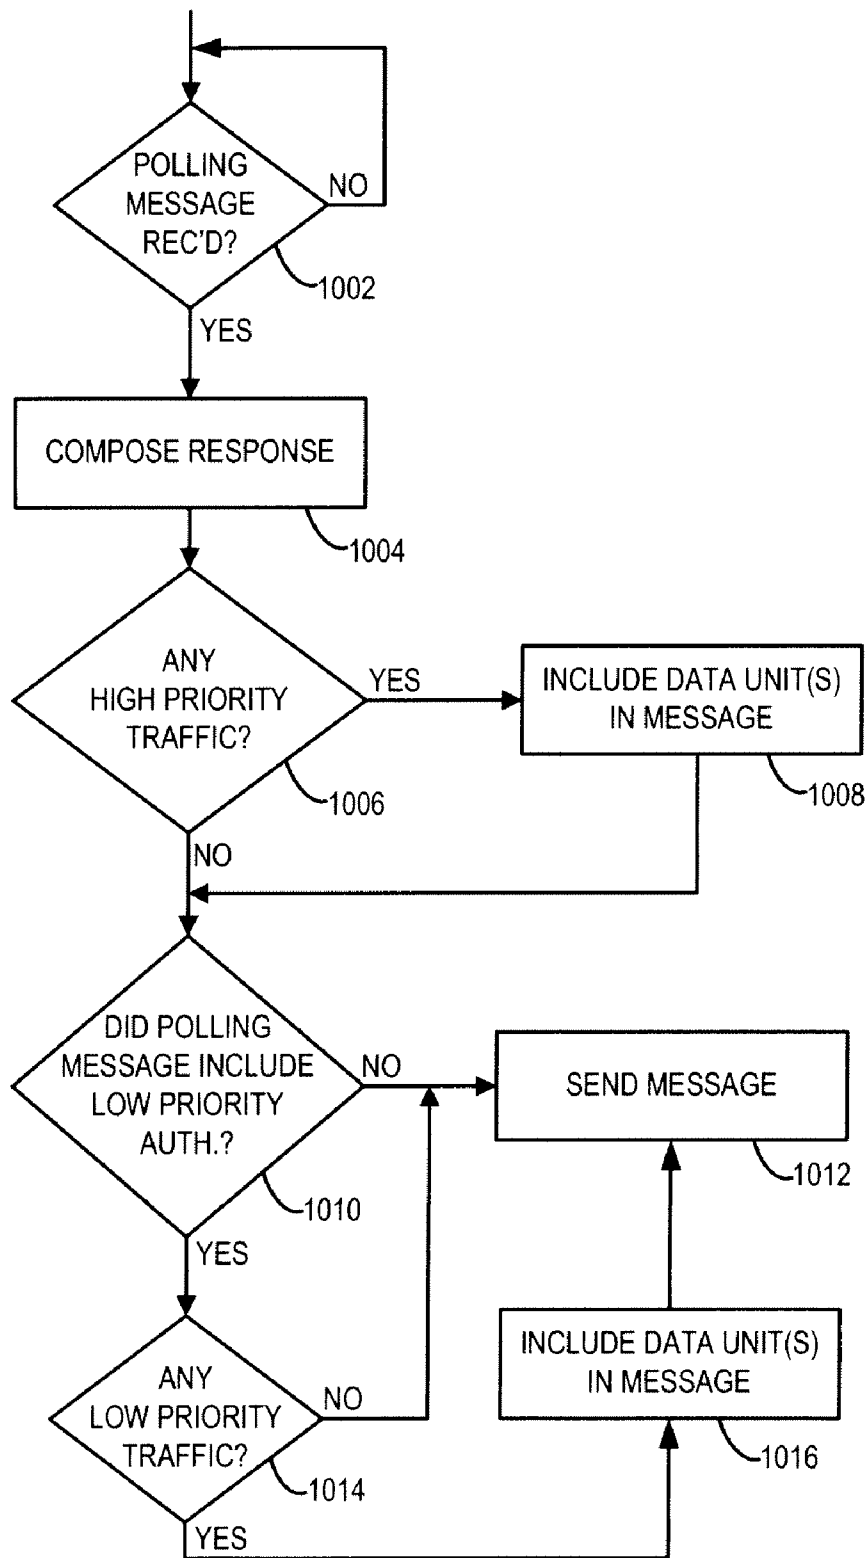 POLLING
MESSAGE
REC'D?
NO
1002
YES
COMPOSE RESPONSE
1004
ANY
HIGH PRIORITY
TRAFFIC?
YES
1006
INCLUDE DATA UNIT(S)
IN MESSAGE
1008
NO
DID POLLING
MESSAGE INCLUDE
LOW PRIORITY
AUTH.?
NO
1010
SEND MESSAGE
1012
YES
ANY
LOW PRIORITY
TRAFFIC?
NO
1014
INCLUDE DATA UNIT(S)
IN MESSAGE
1016
YES